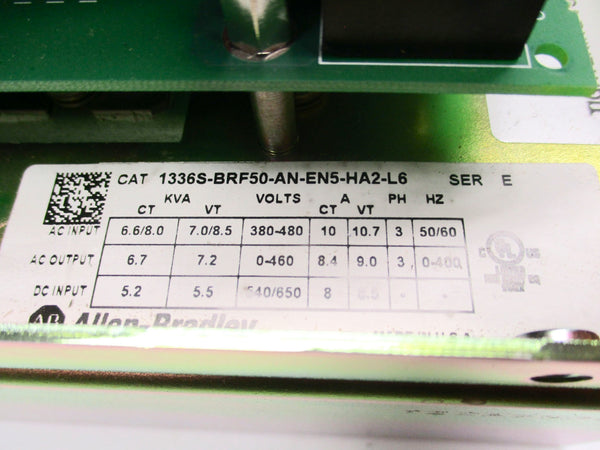 CAT 1336S-BRF50-AN-EN5-HA2-L6 SER E
KVA VOLTS A PH HZ
CT VT CT VT
AC INPUT 6.6/8.0 7.0/8.5 380-480 10 10.7 3 50/60
AC OUTPUT 6.7 7.2 0-460 8.4 9.0 3 0-400
DC INPUT 5.2 5.5 540/650 8
AB Allen-Bradley MADE IN U.S.A.